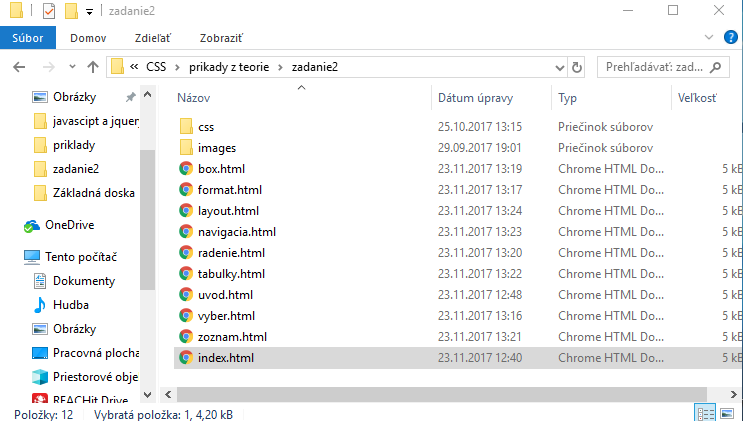 zadanie2
Súbor Domov Zdieľať Zobraziť
« CSS › prikady z teorie › zadanie2 Prehľadávať: zad...
Názov Dátum úpravy Typ Veľkosť
Obrázky
javascipt a jquer
priklady
zadanie2
Základná doska
OneDrive
Tento počítač
Dokumenty
Hudba
Obrázky
Pracovná plocha
Priestorové obje
REACHit Drive
css 25.10.2017 13:15 Priečinok súborov
images 29.09.2017 19:01 Priečinok súborov
box.html 23.11.2017 13:19 Chrome HTML Do... 5 kB
format.html 23.11.2017 13:17 Chrome HTML Do... 5 kB
layout.html 23.11.2017 13:24 Chrome HTML Do... 5 kB
navigacia.html 23.11.2017 13:23 Chrome HTML Do... 5 kB
radenie.html 23.11.2017 13:20 Chrome HTML Do... 5 kB
tabulky.html 23.11.2017 13:22 Chrome HTML Do... 5 kB
uvod.html 23.11.2017 12:48 Chrome HTML Do... 5 kB
vyber.html 23.11.2017 13:16 Chrome HTML Do... 5 kB
zoznam.html 23.11.2017 13:21 Chrome HTML Do... 5 kB
index.html 23.11.2017 12:40 Chrome HTML Do... 5 kB
Položky: 12 Vybratá položka: 1, 4,20 kB